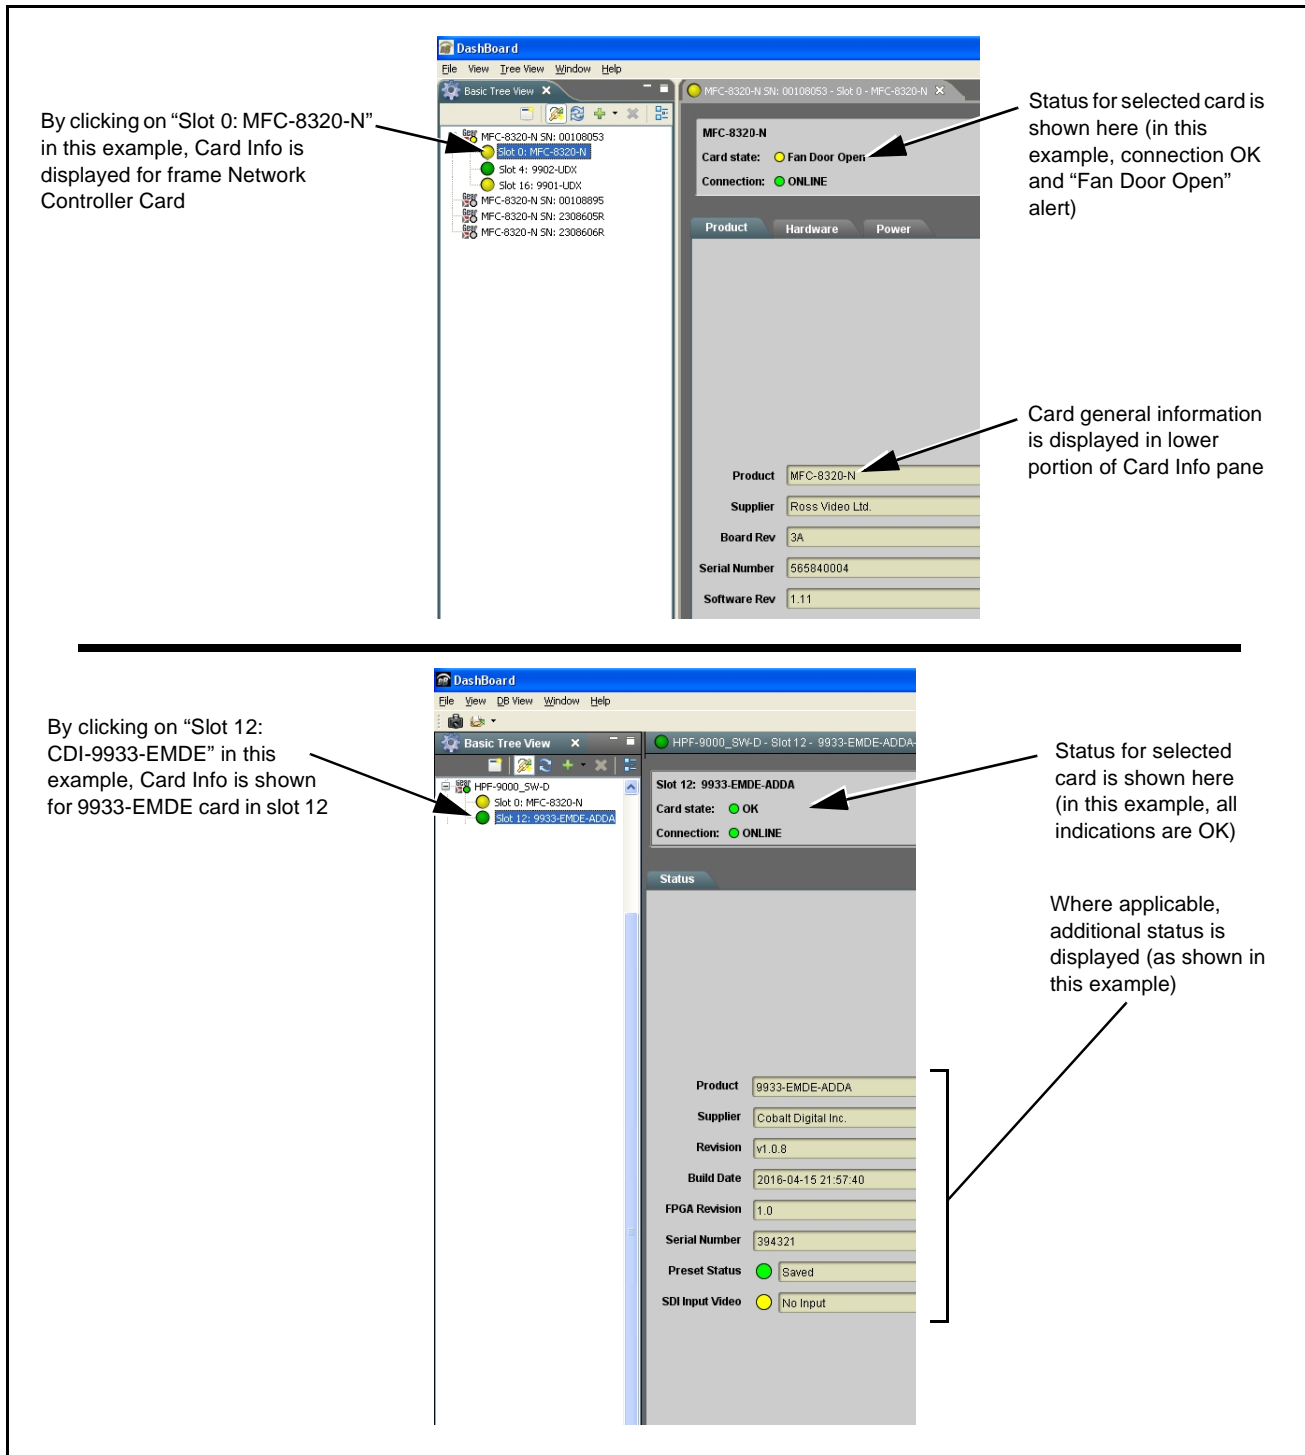 DashBoard
File View Tree View Window Help
Basic Tree View
MFC-8320-N SN: 00108053 - Slot 0 - MFC-8320-N
By clicking on “Slot 0: MFC-8320-N”
in this example, Card Info is
displayed for frame Network
Controller Card
MFC-8320-N SN: 00108053
Slot 0: MFC-8320-N
Slot 4: 9902-UDX
Slot 16: 9901-UDX
MFC-8320-N SN: 00108895
MFC-8320-N SN: 2308605R
MFC-8320-N SN: 2308606R
MFC-8320-N
Card state: Fan Door Open
Connection: ONLINE
Status for selected card is
shown here (in this
example, connection OK
and “Fan Door Open”
alert)
Product Hardware Power
Card general information
is displayed in lower
portion of Card Info pane
Product MFC-8320-N
Supplier Ross Video Ltd.
Board Rev 3A
Serial Number 565840004
Software Rev 1.11
DashBoard
File View DB View Window Help
Basic Tree View
HPF-9000_SW-D - Slot 12 - 9933-EMDE-ADDA-
By clicking on “Slot 12:
CDI-9933-EMDE” in this
example, Card Info is shown
for 9933-EMDE card in slot 12
HPF-9000_SW-D
Slot 0: MFC-8320-N
Slot 12: 9933-EMDE-ADDA
Slot 12: 9933-EMDE-ADDA
Card state: OK
Connection: ONLINE
Status for selected
card is shown here
(in this example, all
indications are OK)
Status
Where applicable,
additional status is
displayed (as shown in
this example)
Product 9933-EMDE-ADDA
Supplier Cobalt Digital Inc.
Revision v1.0.8
Build Date 2016-04-15 21:57:40
FPGA Revision 1.0
Serial Number 394321
Preset Status Saved
SDI Input Video No Input